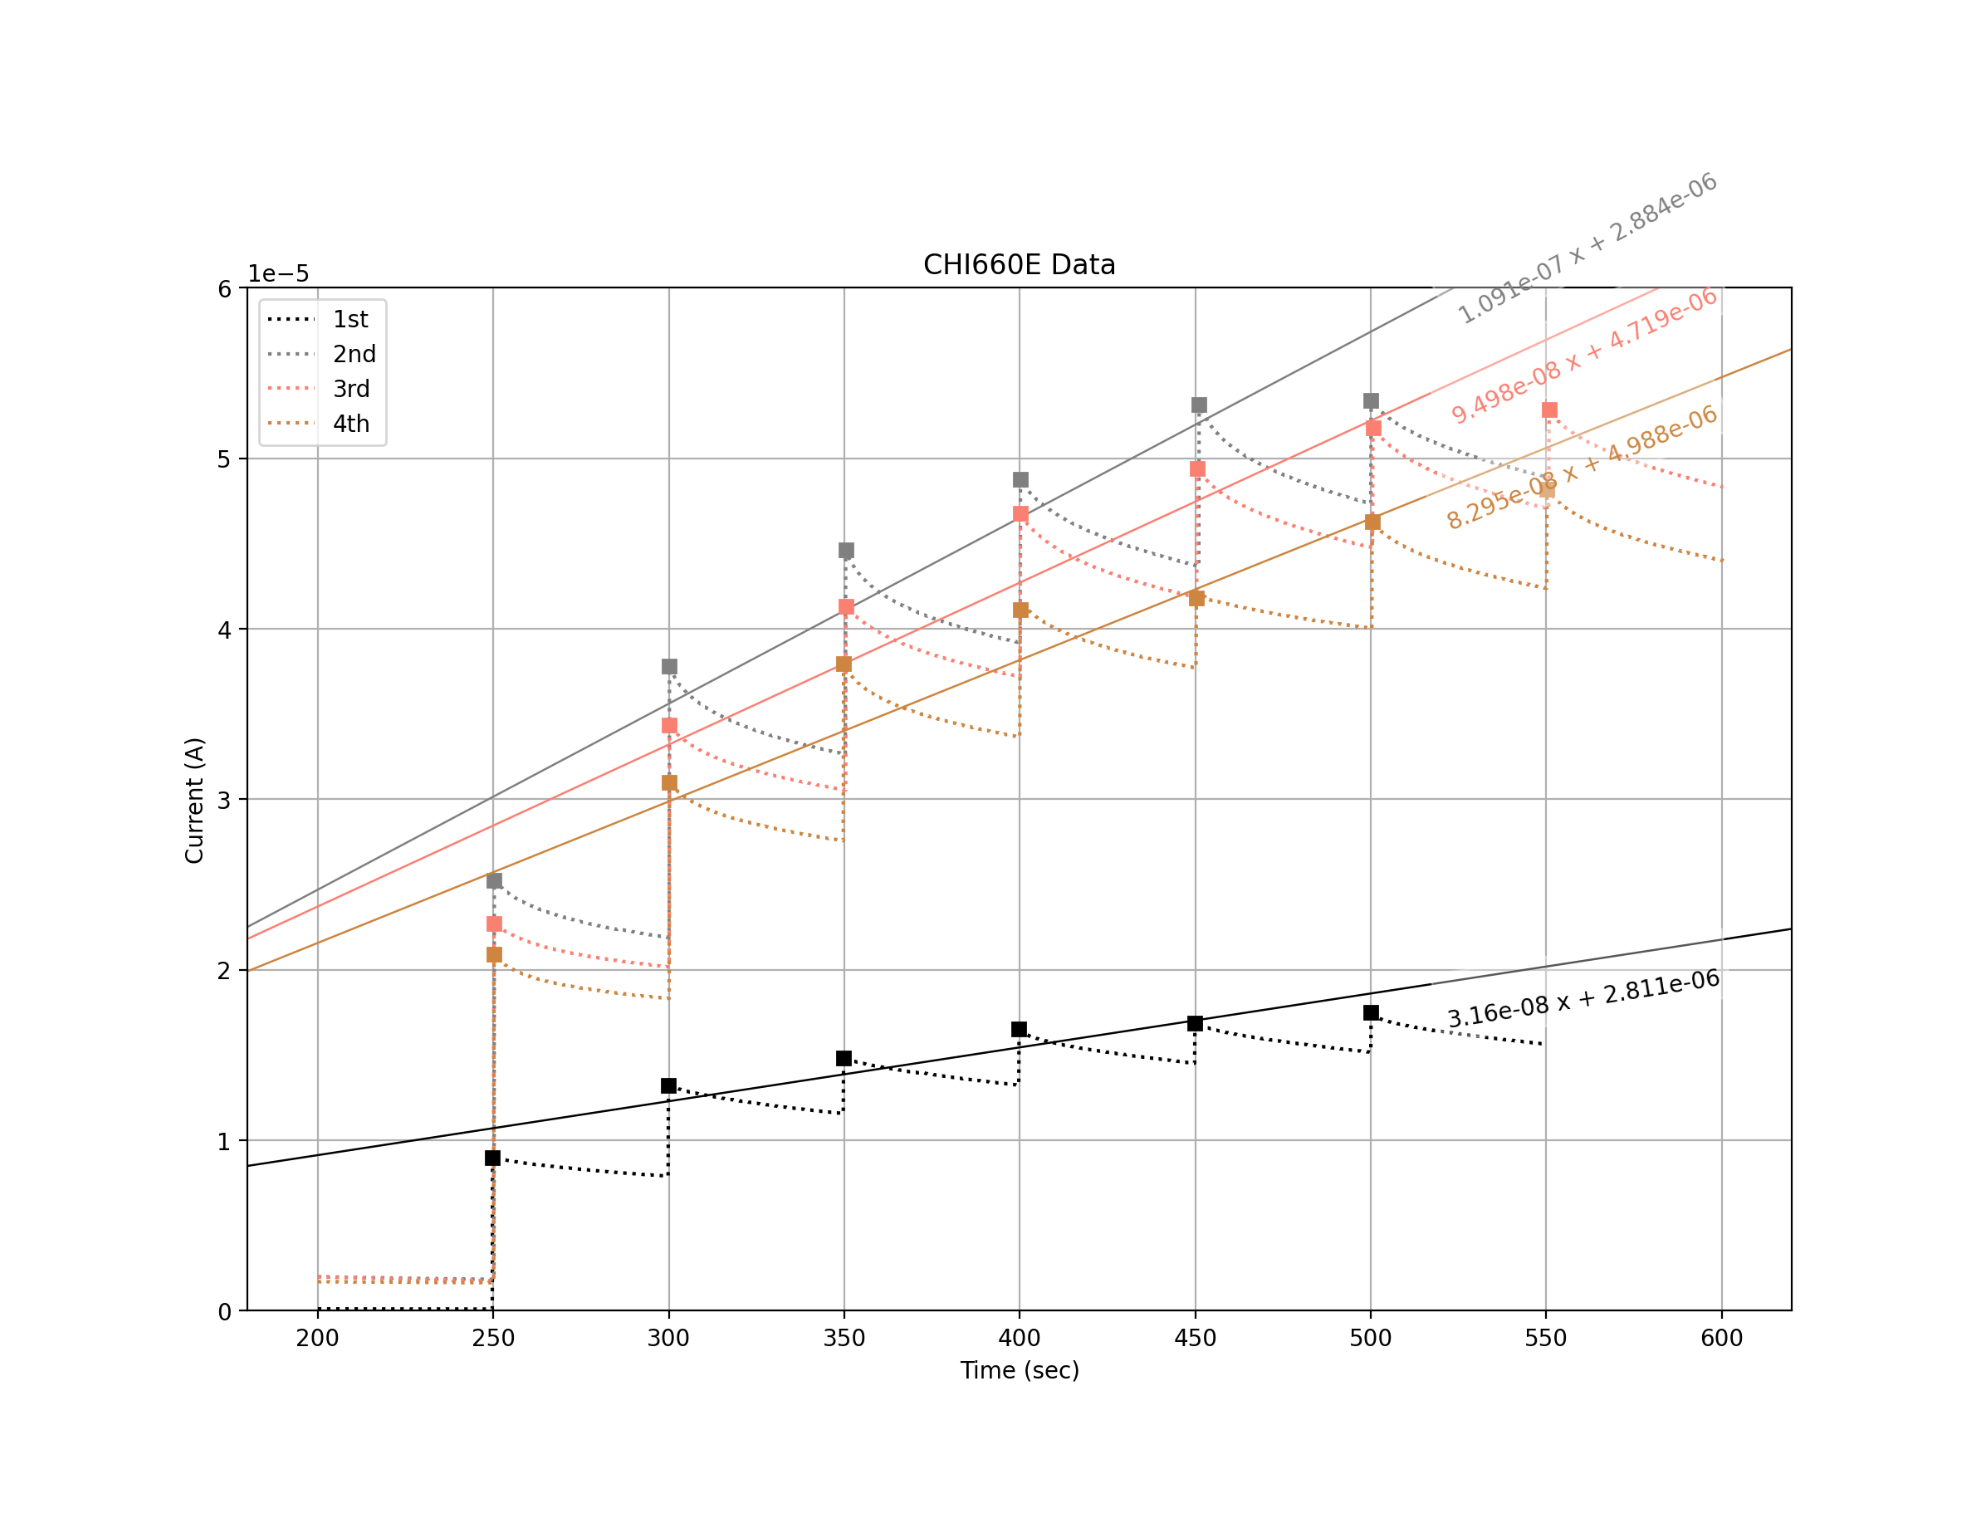 CHI660E Data
1e−5
1st
2nd
3rd
4th
1.091e-07 x + 2.884e-06
9.498e-08 x + 4.719e-06
8.295e-08 x + 4.988e-06
3.16e-08 x + 2.811e-06
Current (A)
6
5
4
3
2
1
0
200 250 300 350 400 450 500 550 600
Time (sec)